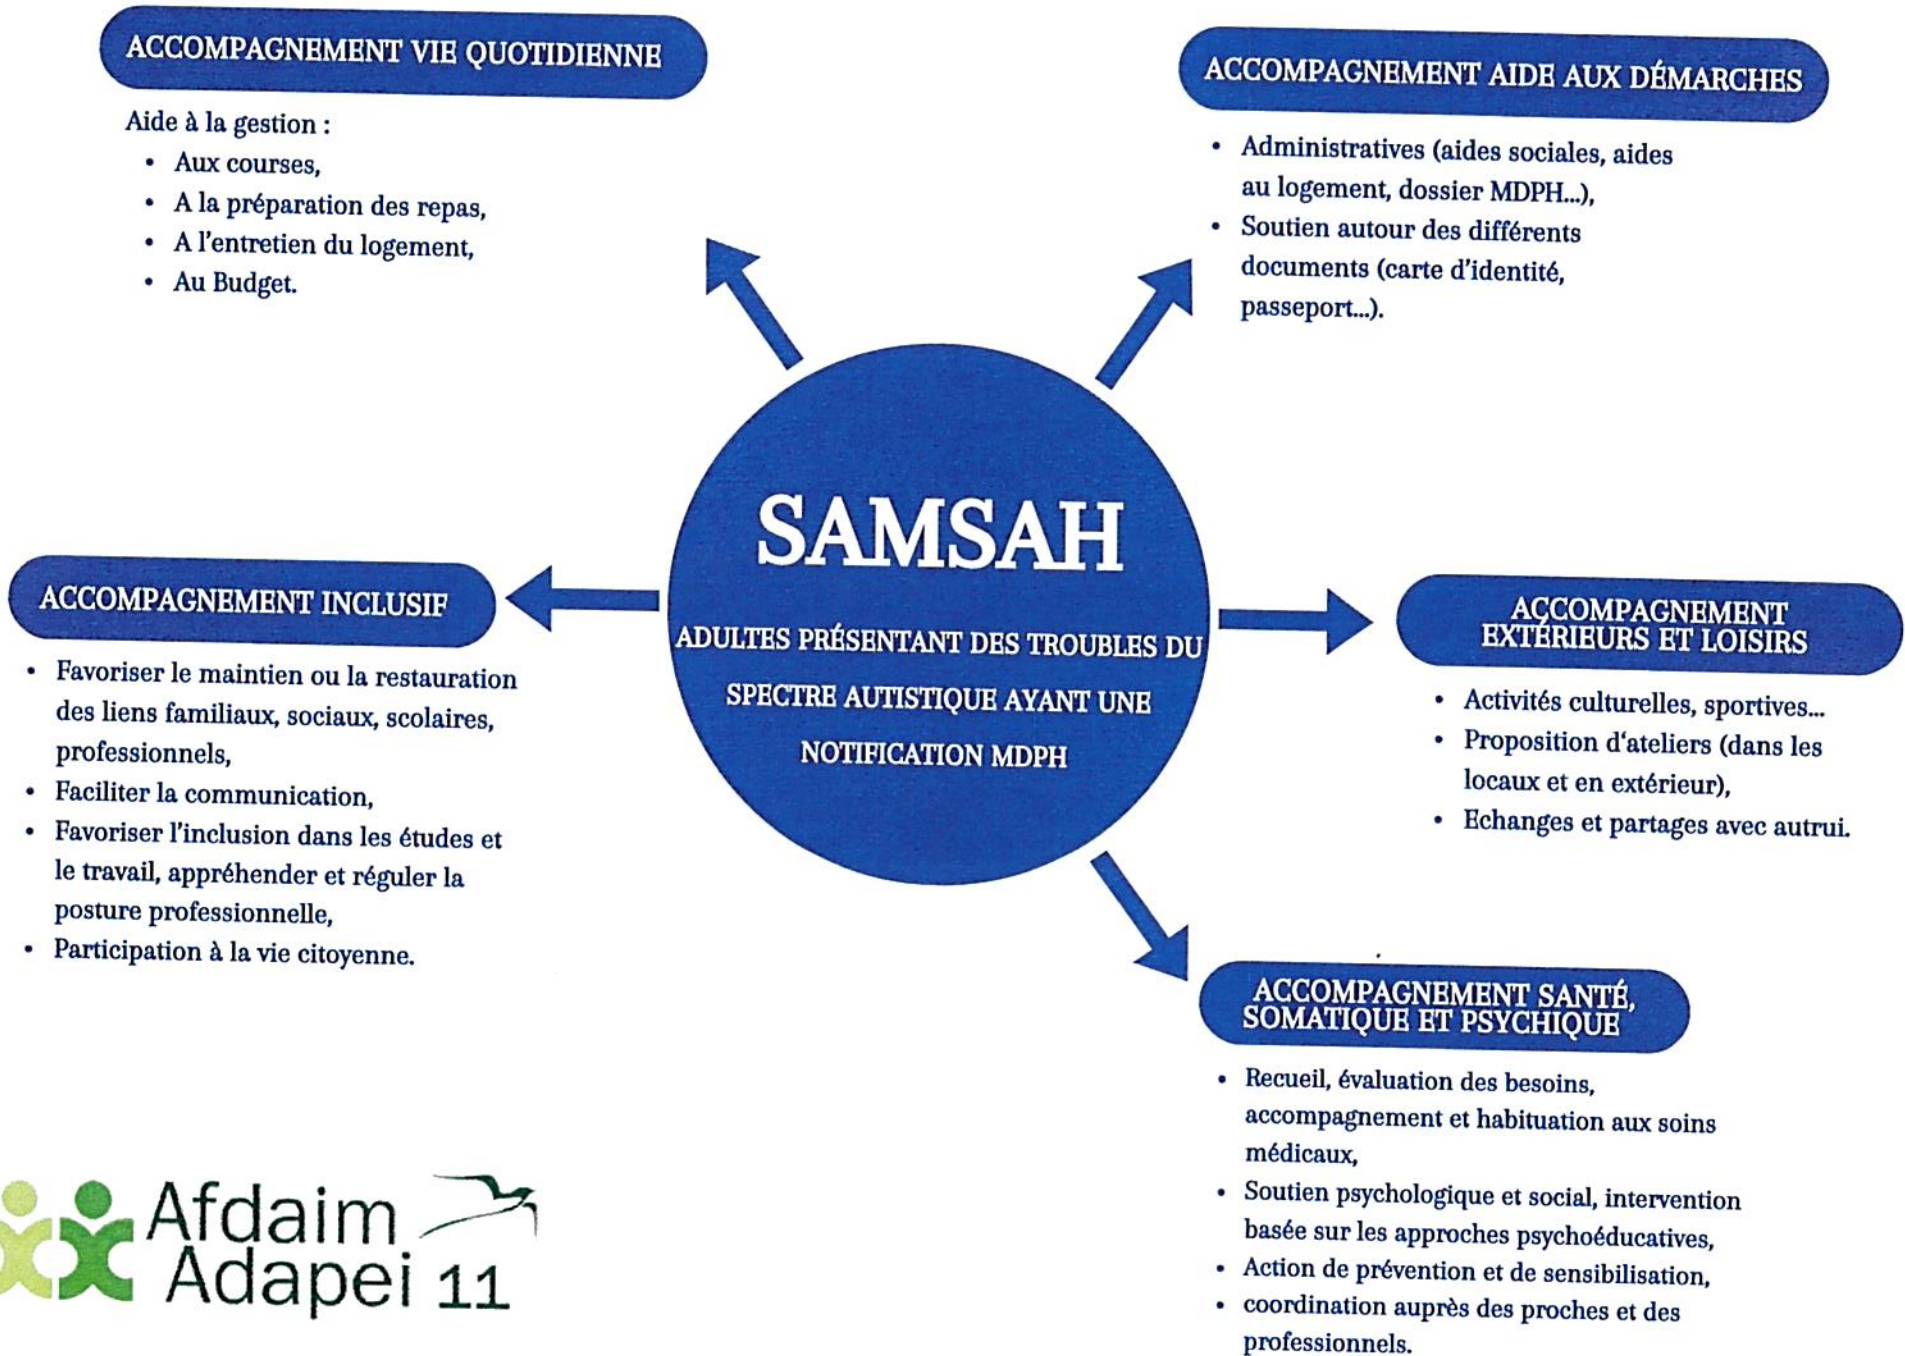 ACCOMPAGNEMENT VIE QUOTIDIENNE
Aide à la gestion :
• Aux courses,
• A la préparation des repas,
• A l'entretien du logement,
• Au Budget.
ACCOMPAGNEMENT AIDE AUX DÉMARCHES
• Administratives (aides sociales, aides
au logement, dossier MDPH...),
• Soutien autour des différents
documents (carte d'identité,
passeport...).
SAMSAH
ADULTES PRÉSENTANT DES TROUBLES DU
SPECTRE AUTISTIQUE AYANT UNE
NOTIFICATION MDPH
ACCOMPAGNEMENT INCLUSIF
• Favoriser le maintien ou la restauration
des liens familiaux, sociaux, scolaires,
professionnels,
• Faciliter la communication,
• Favoriser l'inclusion dans les études et
le travail, appréhender et réguler la
posture professionnelle,
• Participation à la vie citoyenne.
ACCOMPAGNEMENT
EXTÉRIEURS ET LOISIRS
• Activités culturelles, sportives...
• Proposition d'ateliers (dans les
locaux et en extérieur),
• Echanges et partages avec autrui.
ACCOMPAGNEMENT SANTÉ,
SOMATIQUE ET PSYCHIQUE
• Recueil, évaluation des besoins,
accompagnement et habituation aux soins
médicaux,
• Soutien psychologique et social, intervention
basée sur les approches psychoéducatives,
• Action de prévention et de sensibilisation,
• coordination auprès des proches et des
professionnels.
Afdaim
Adapei 11